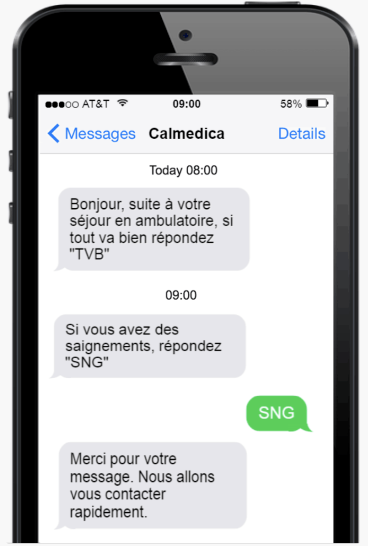 AT&T 09:00 58%
Messages Calmedica Details
Today 08:00
Bonjour, suite à votre
séjour en ambulatoire, si
tout va bien répondez
"TVB"
09:00
Si vous avez des
saignements, répondez
"SNG"
SNG
Merci pour votre
message. Nous allons
vous contacter
rapidement.